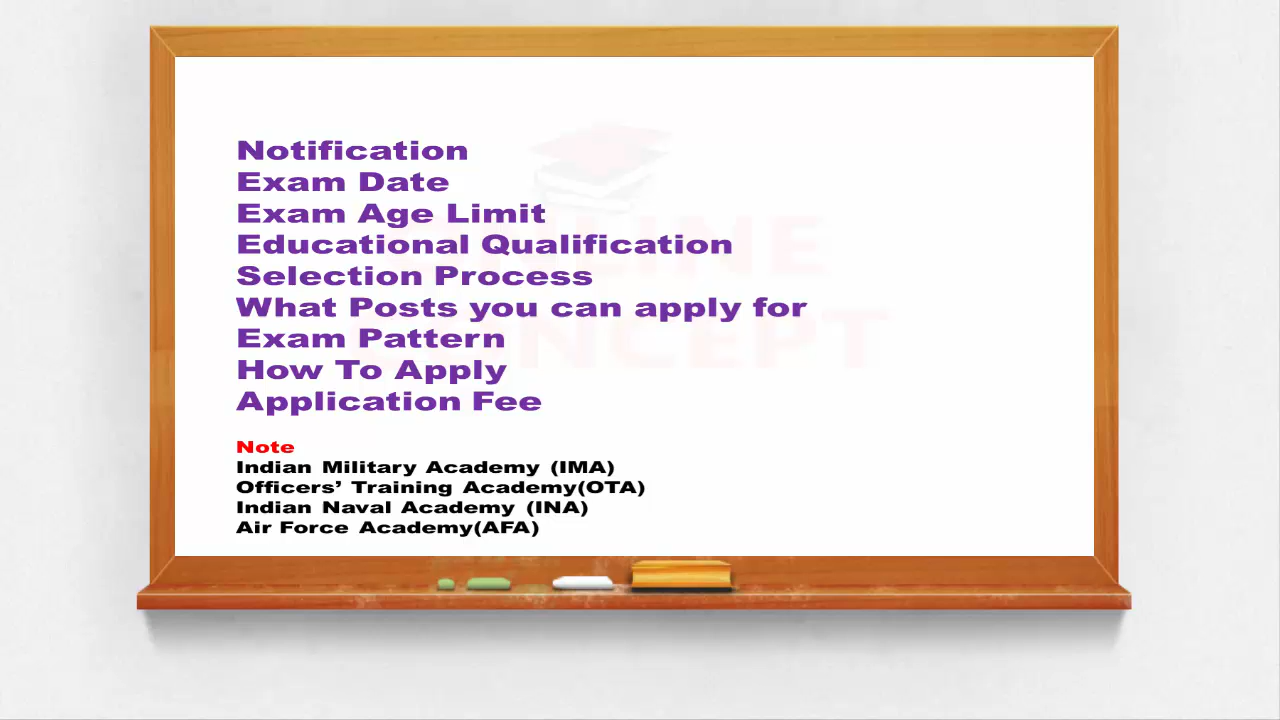 Notification
Exam Date
Exam Age Limit
Educational Qualification
Selection Process
What Posts you can apply for
Exam Pattern
How To Apply
Application Fee
Note
Indian Military Academy (IMA)
Officers’ Training Academy(OTA)
Indian Naval Academy (INA)
Air Force Academy(AFA)
ONLINE
CONCEPT